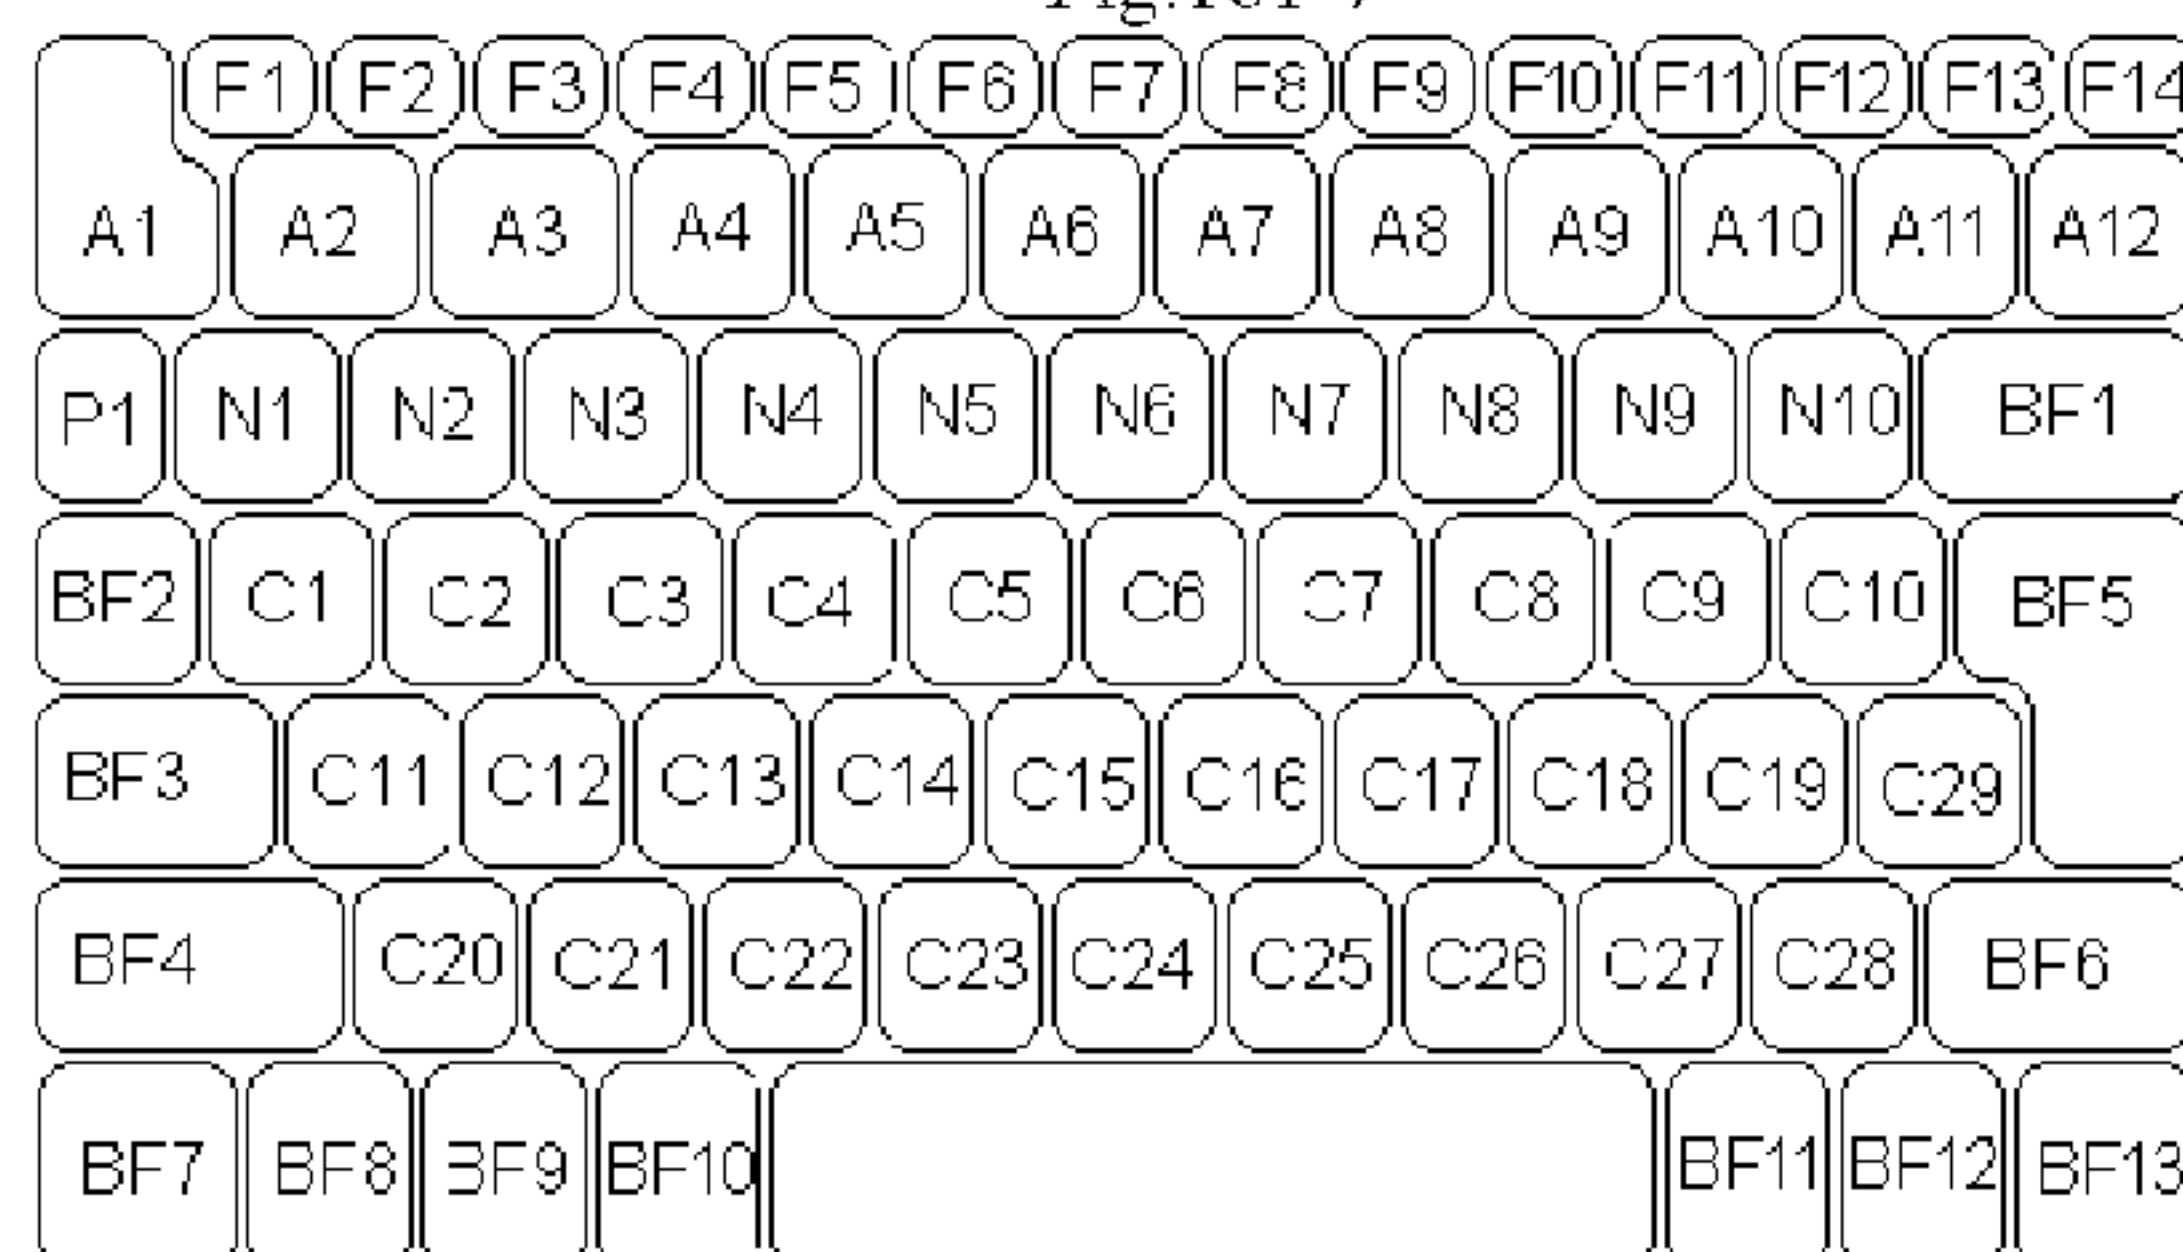 F1 F2 F3 F4 F5 F6 F7 F8 F9 F10 F11 F12 F13 F14
A1 A2 A3 A4 A5 A6 A7 A8 A9 A10 A11 A12
P1 N1 N2 N3 N4 N5 N6 N7 N8 N9 N10 BF1
BF2 C1 C2 C3 C4 C5 C6 C7 C8 C9 C10 BF5
BF3 C11 C12 C13 C14 C15 C16 C17 C18 C19 C29
BF4 C20 C21 C22 C23 C24 C25 C26 C27 C28 BF6
BF7 BF8 BF9 BF10 BF11 BF12 BF13